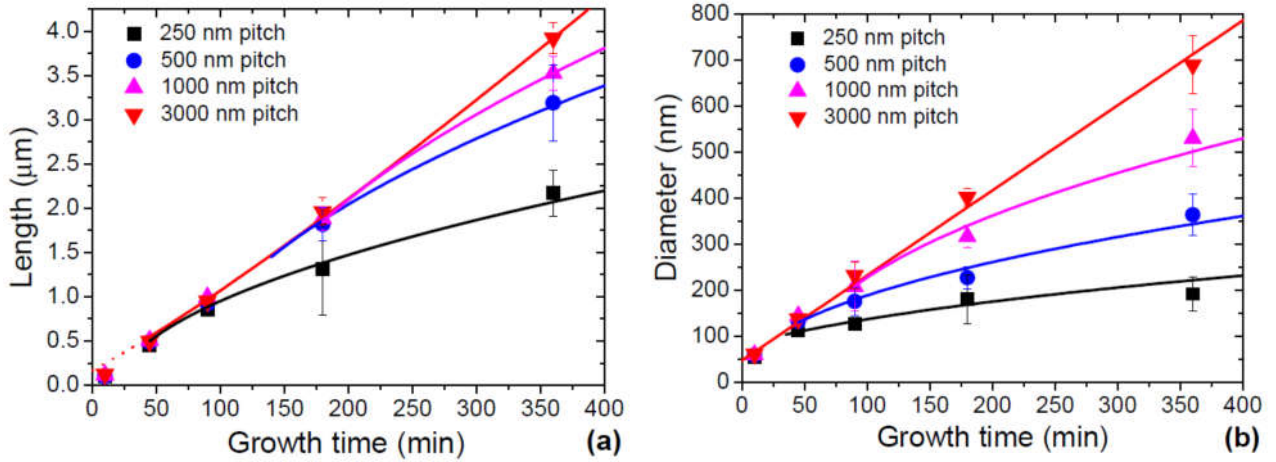 4.0
3.5
3.0
2.5
2.0
1.5
1.0
0.5
0.0
Length (μm)
250 nm pitch
500 nm pitch
1000 nm pitch
3000 nm pitch
0 50 100 150 200 250 300 350 400
Growth time (min)
(a)
800
700
600
500
400
300
200
100
0
Diameter (nm)
250 nm pitch
500 nm pitch
1000 nm pitch
3000 nm pitch
0 50 100 150 200 250 300 350 400
Growth time (min)
(b)